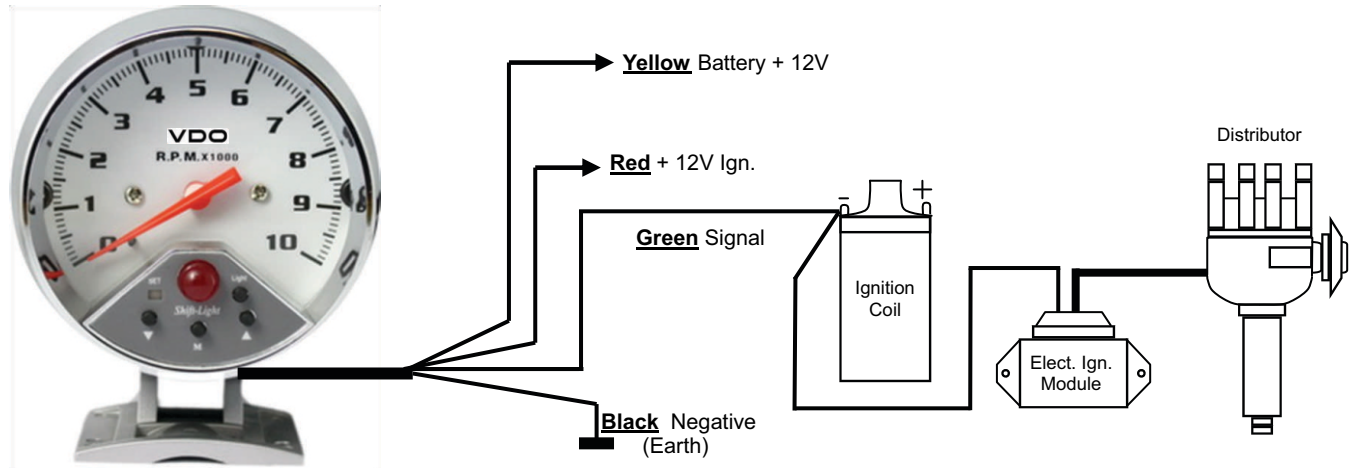 Yellow Battery + 12V
Red + 12V Ign.
Green Signal
Black Negative
(Earth)
- +
Ignition
Coil
Elect. Ign.
Module
Distributor
0
1
2
3
4
5
6
7
8
9
10
VDO
R.P.M.X1000
SET
Light
Shift-Light
M